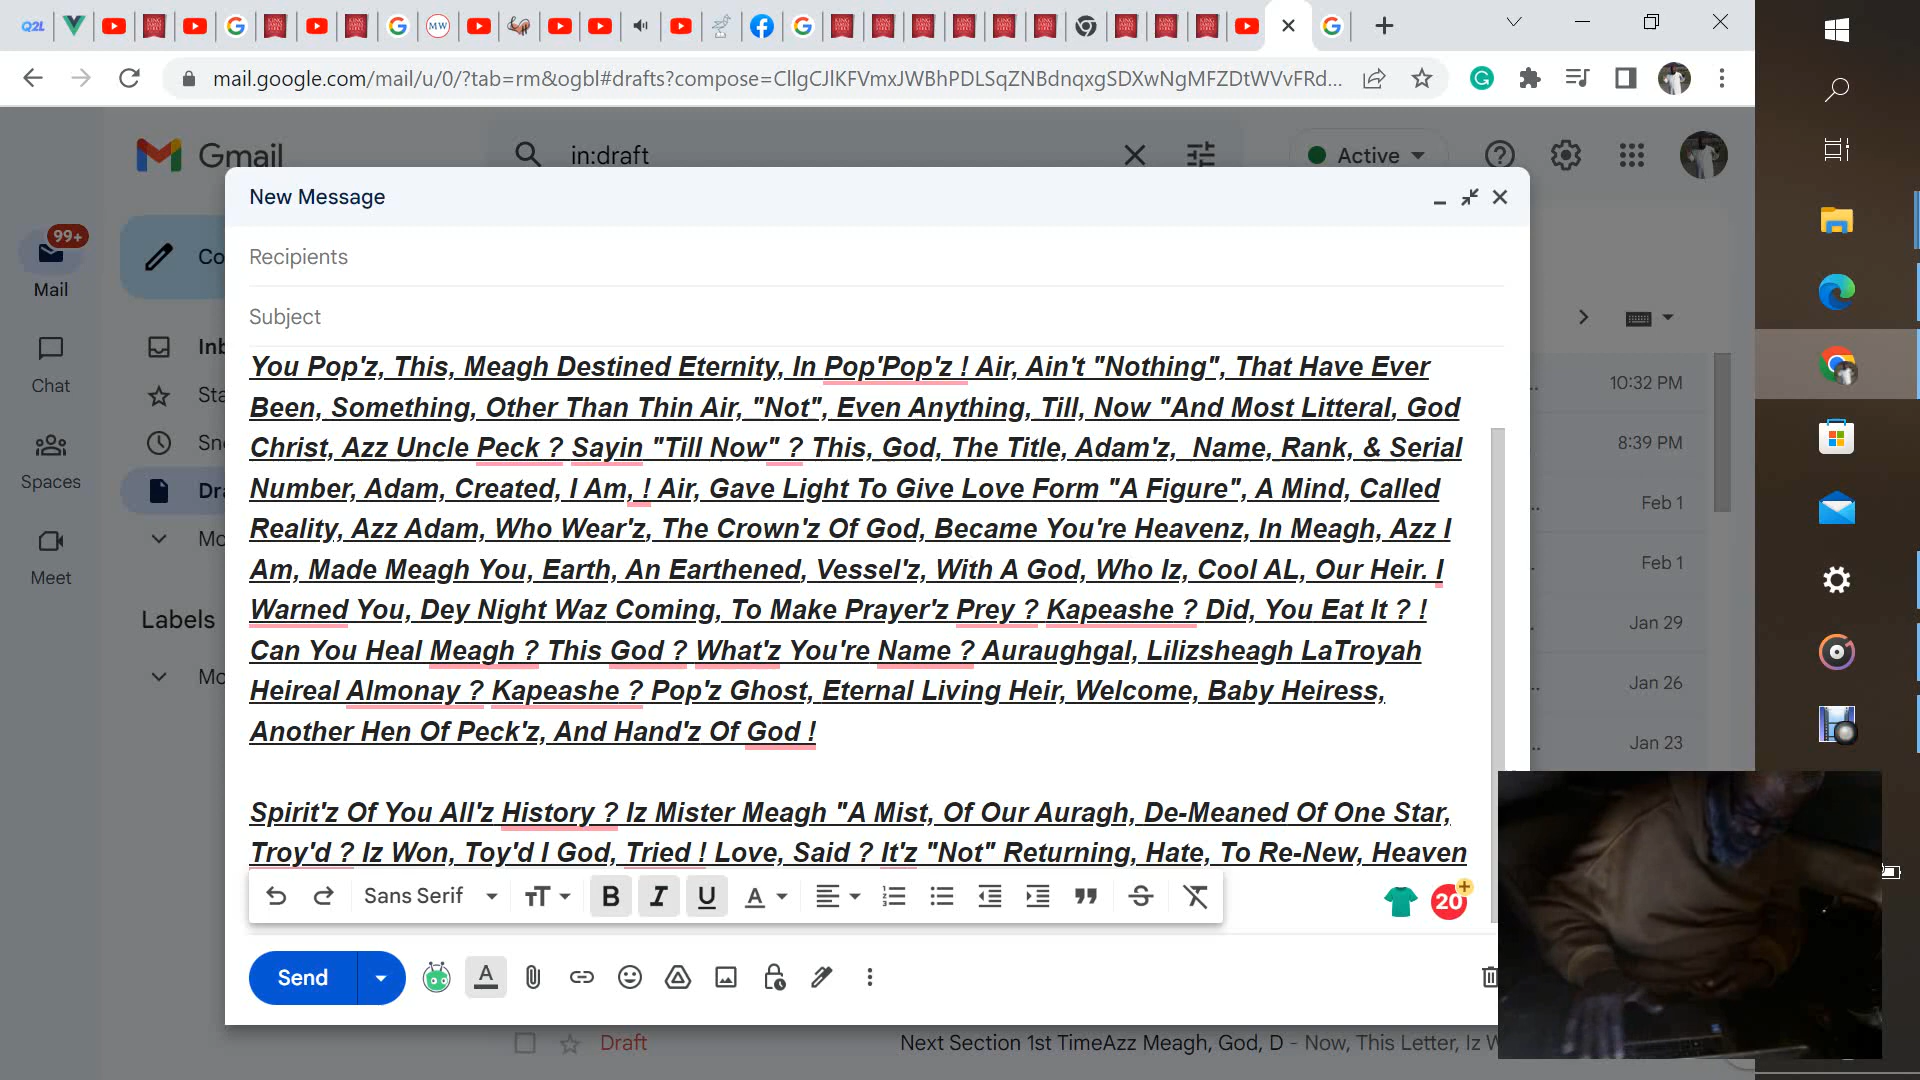 Q2L
MW
mail.google.com/mail/u/0/?tab=rm&ogbl#drafts?compose=CllgCJlKFVmxJWBhPDLSqZNBdnqxgSDXwNgMFZDtWVvFRd...
Gmail
in:draft
Active
New Message
99+
Co
Recipients
Mail
Subject
Inb
10:32 PM
Chat
Sta
Sno
8:39 PM
Spaces
Dra
Feb 1
Mo
Feb 1
Meet
Labels
Jan 29
Mo
Jan 26
Jan 23
You Pop'z, This, Meagh Destined Eternity, In Pop'Pop'z ! Air, Ain't "Nothing", That Have Ever
Been, Something, Other Than Thin Air, "Not", Even Anything, Till, Now "And Most Litteral, God
Christ, Azz Uncle Peck ? Sayin "Till Now" ? This, God, The Title, Adam'z, Name, Rank, & Serial
Number, Adam, Created, I Am, ! Air, Gave Light To Give Love Form "A Figure", A Mind, Called
Reality, Azz Adam, Who Wear'z, The Crown'z Of God, Became You're Heavenz, In Meagh, Azz I
Am, Made Meagh You, Earth, An Earthened, Vessel'z, With A God, Who Iz, Cool AL, Our Heir. I
Warned You, Dey Night Waz Coming, To Make Prayer'z Prey ? Kapeashe ? Did, You Eat It ? !
Can You Heal Meagh ? This God ? What'z You're Name ? Auraughgal, Lilizsheagh LaTroyah
Heireal Almonay ? Kapeashe ? Pop'z Ghost, Eternal Living Heir, Welcome, Baby Heiress,
Another Hen Of Peck'z, And Hand'z Of God !
Spirit'z Of You All'z History ? Iz Mister Meagh "A Mist, Of Our Auragh, De-Meaned Of One Star,
Troy'd ? Iz Won, Toy'd I God, Tried ! Love, Said ? It'z "Not" Returning, Hate, To Re-New, Heaven
Sans Serif
B I U A
20
Send
A
Draft
Next Section 1st TimeAzz Meagh, God, D - Now, This Letter, Iz W